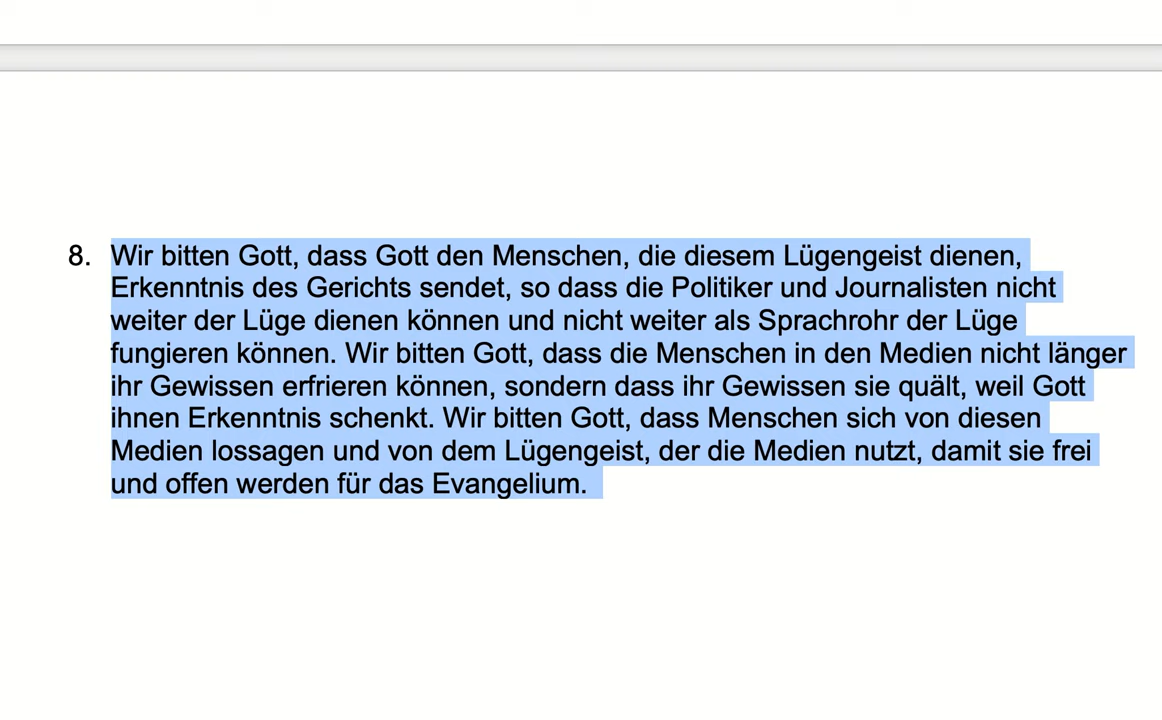 8. Wir bitten Gott, dass Gott den Menschen, die diesem Lügengeist dienen,
Erkenntnis des Gerichts sendet, so dass die Politiker und Journalisten nicht
weiter der Lüge dienen können und nicht weiter als Sprachrohr der Lüge
fungieren können. Wir bitten Gott, dass die Menschen in den Medien nicht länger
ihr Gewissen erfrieren können, sondern dass ihr Gewissen sie quält, weil Gott
ihnen Erkenntnis schenkt. Wir bitten Gott, dass Menschen sich von diesen
Medien lossagen und von dem Lügengeist, der die Medien nutzt, damit sie frei
und offen werden für das Evangelium.